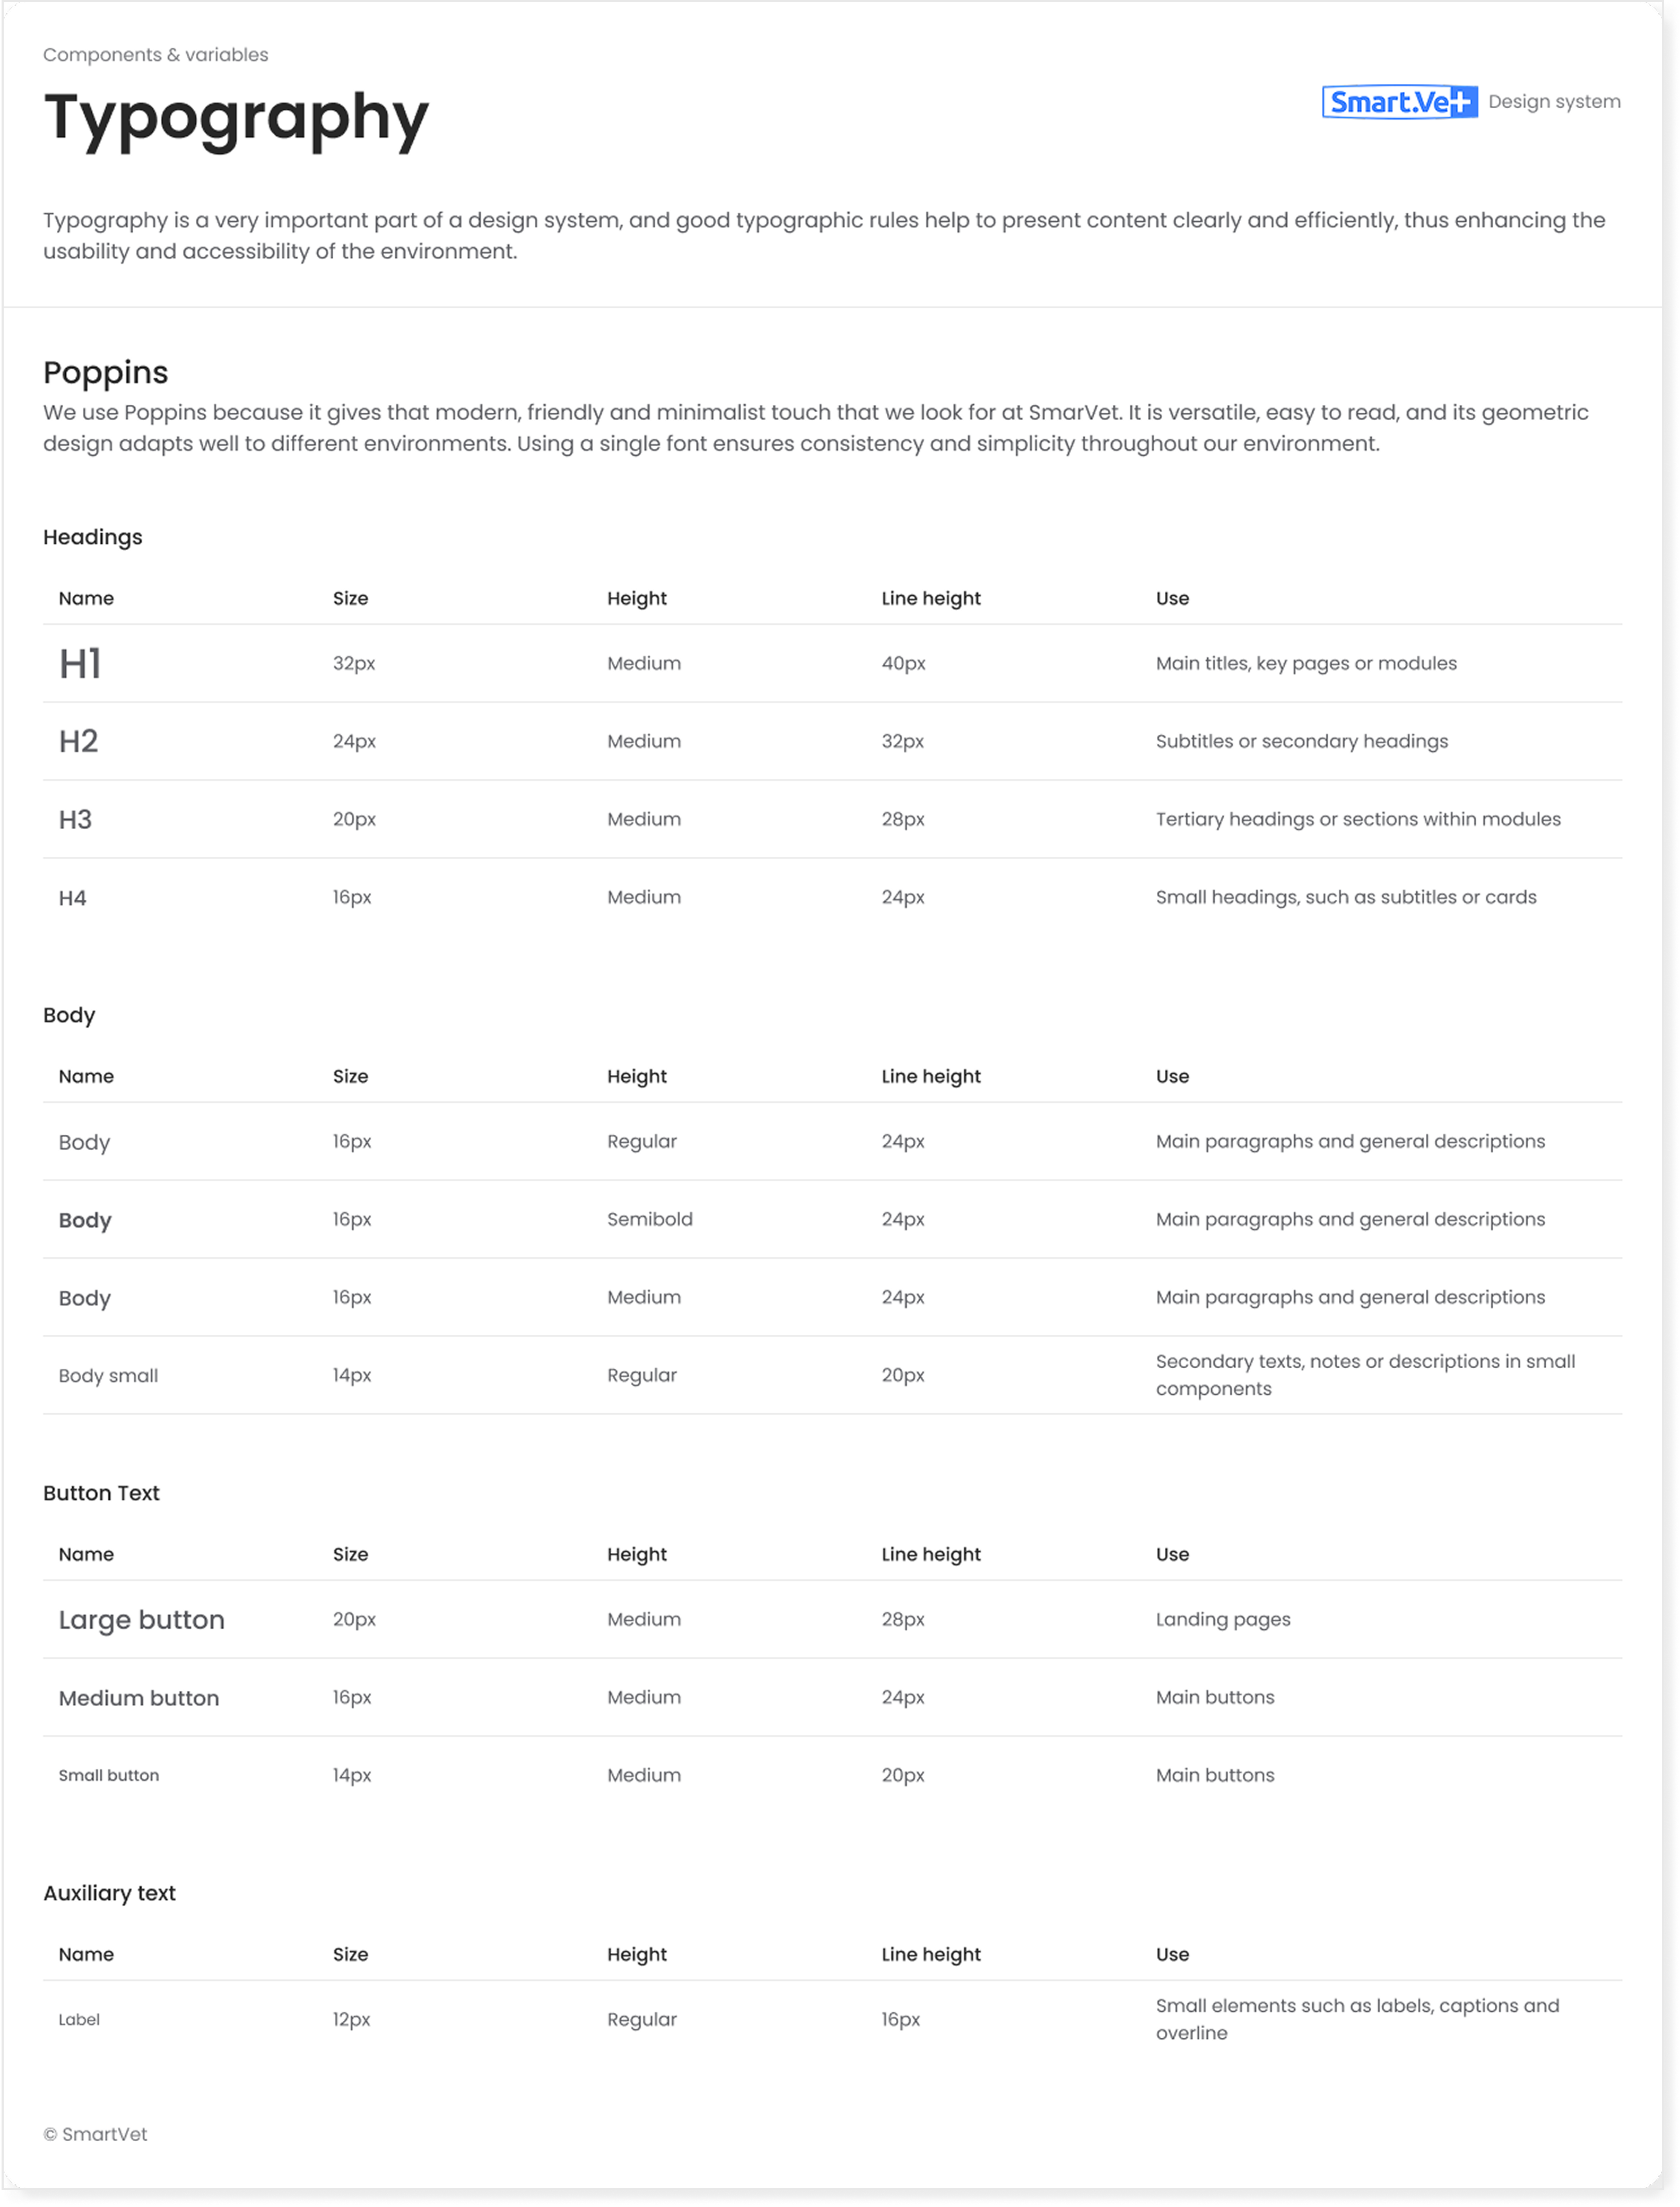 Components & variables
Typography
Smart.Vet Design system
Typography is a very important part of a design system, and good typographic rules help to present content clearly and efficiently, thus enhancing the
usability and accessibility of the environment.
Poppins
We use Poppins because it gives that modern, friendly and minimalist touch that we look for at SmarVet. It is versatile, easy to read, and its geometric
design adapts well to different environments. Using a single font ensures consistency and simplicity throughout our environment.
Headings
Name Size Height Line height Use
H1 32px Medium 40px Main titles, key pages or modules
H2 24px Medium 32px Subtitles or secondary headings
H3 20px Medium 28px Tertiary headings or sections within modules
H4 16px Medium 24px Small headings, such as subtitles or cards
Body
Name Size Height Line height Use
Body 16px Regular 24px Main paragraphs and general descriptions
Body 16px Semibold 24px Main paragraphs and general descriptions
Body 16px Medium 24px Main paragraphs and general descriptions
Body small 14px Regular 20px Secondary texts, notes or descriptions in small
components
Button Text
Name Size Height Line height Use
Large button 20px Medium 28px Landing pages
Medium button 16px Medium 24px Main buttons
Small button 14px Medium 20px Main buttons
Auxiliary text
Name Size Height Line height Use
Label 12px Regular 16px Small elements such as labels, captions and
overline
© SmartVet